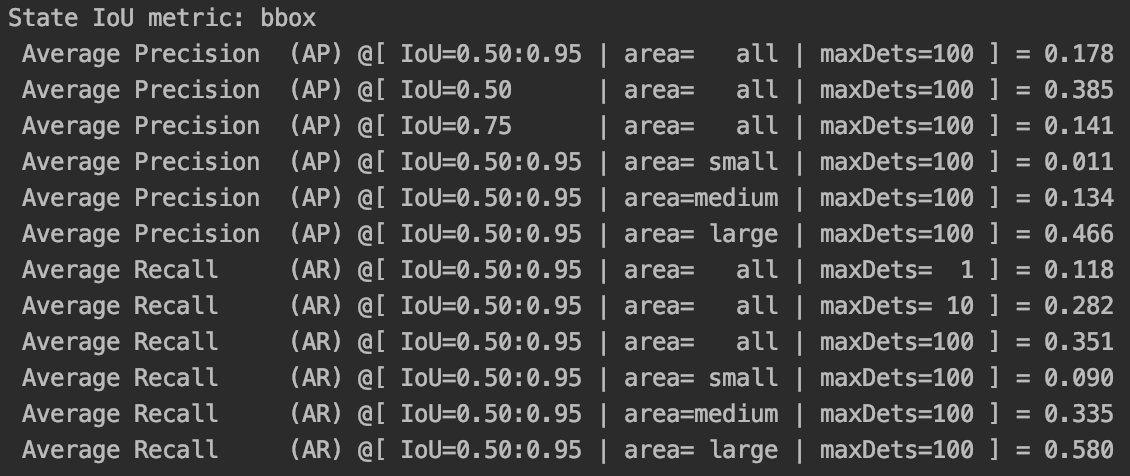 State IoU metric: bbox
 Average Precision  (AP) @[ IoU=0.50:0.95 | area=   all | maxDets=100 ] = 0.178
 Average Precision  (AP) @[ IoU=0.50      | area=   all | maxDets=100 ] = 0.385
 Average Precision  (AP) @[ IoU=0.75      | area=   all | maxDets=100 ] = 0.141
 Average Precision  (AP) @[ IoU=0.50:0.95 | area= small | maxDets=100 ] = 0.011
 Average Precision  (AP) @[ IoU=0.50:0.95 | area=medium | maxDets=100 ] = 0.134
 Average Precision  (AP) @[ IoU=0.50:0.95 | area= large | maxDets=100 ] = 0.466
 Average Recall     (AR) @[ IoU=0.50:0.95 | area=   all | maxDets=  1 ] = 0.118
 Average Recall     (AR) @[ IoU=0.50:0.95 | area=   all | maxDets= 10 ] = 0.282
 Average Recall     (AR) @[ IoU=0.50:0.95 | area=   all | maxDets=100 ] = 0.351
 Average Recall     (AR) @[ IoU=0.50:0.95 | area= small | maxDets=100 ] = 0.090
 Average Recall     (AR) @[ IoU=0.50:0.95 | area=medium | maxDets=100 ] = 0.335
 Average Recall     (AR) @[ IoU=0.50:0.95 | area= large | maxDets=100 ] = 0.580